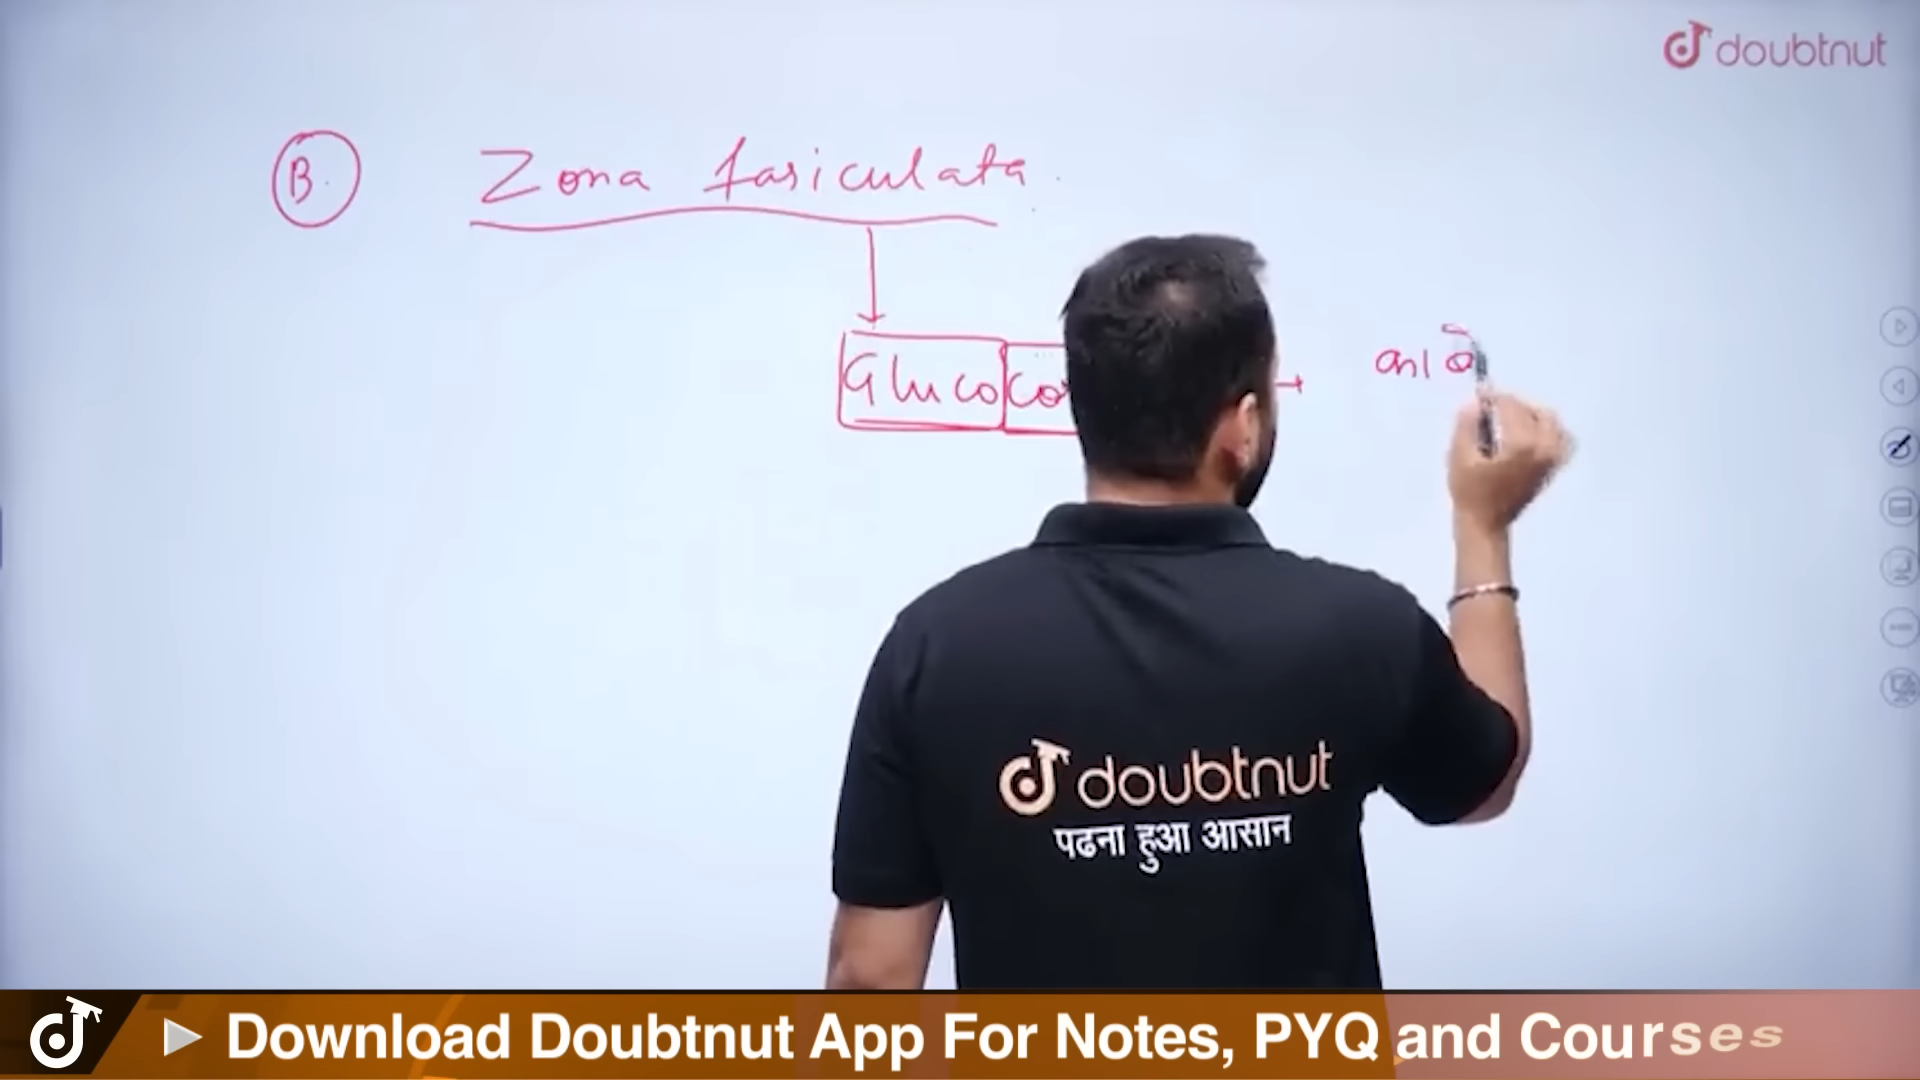 doubtnut
B. Zona fasiculata
Gluco co
doubtnut
पढना हुआ आसान
Download Doubtnut App For Notes, PYQ and Courses